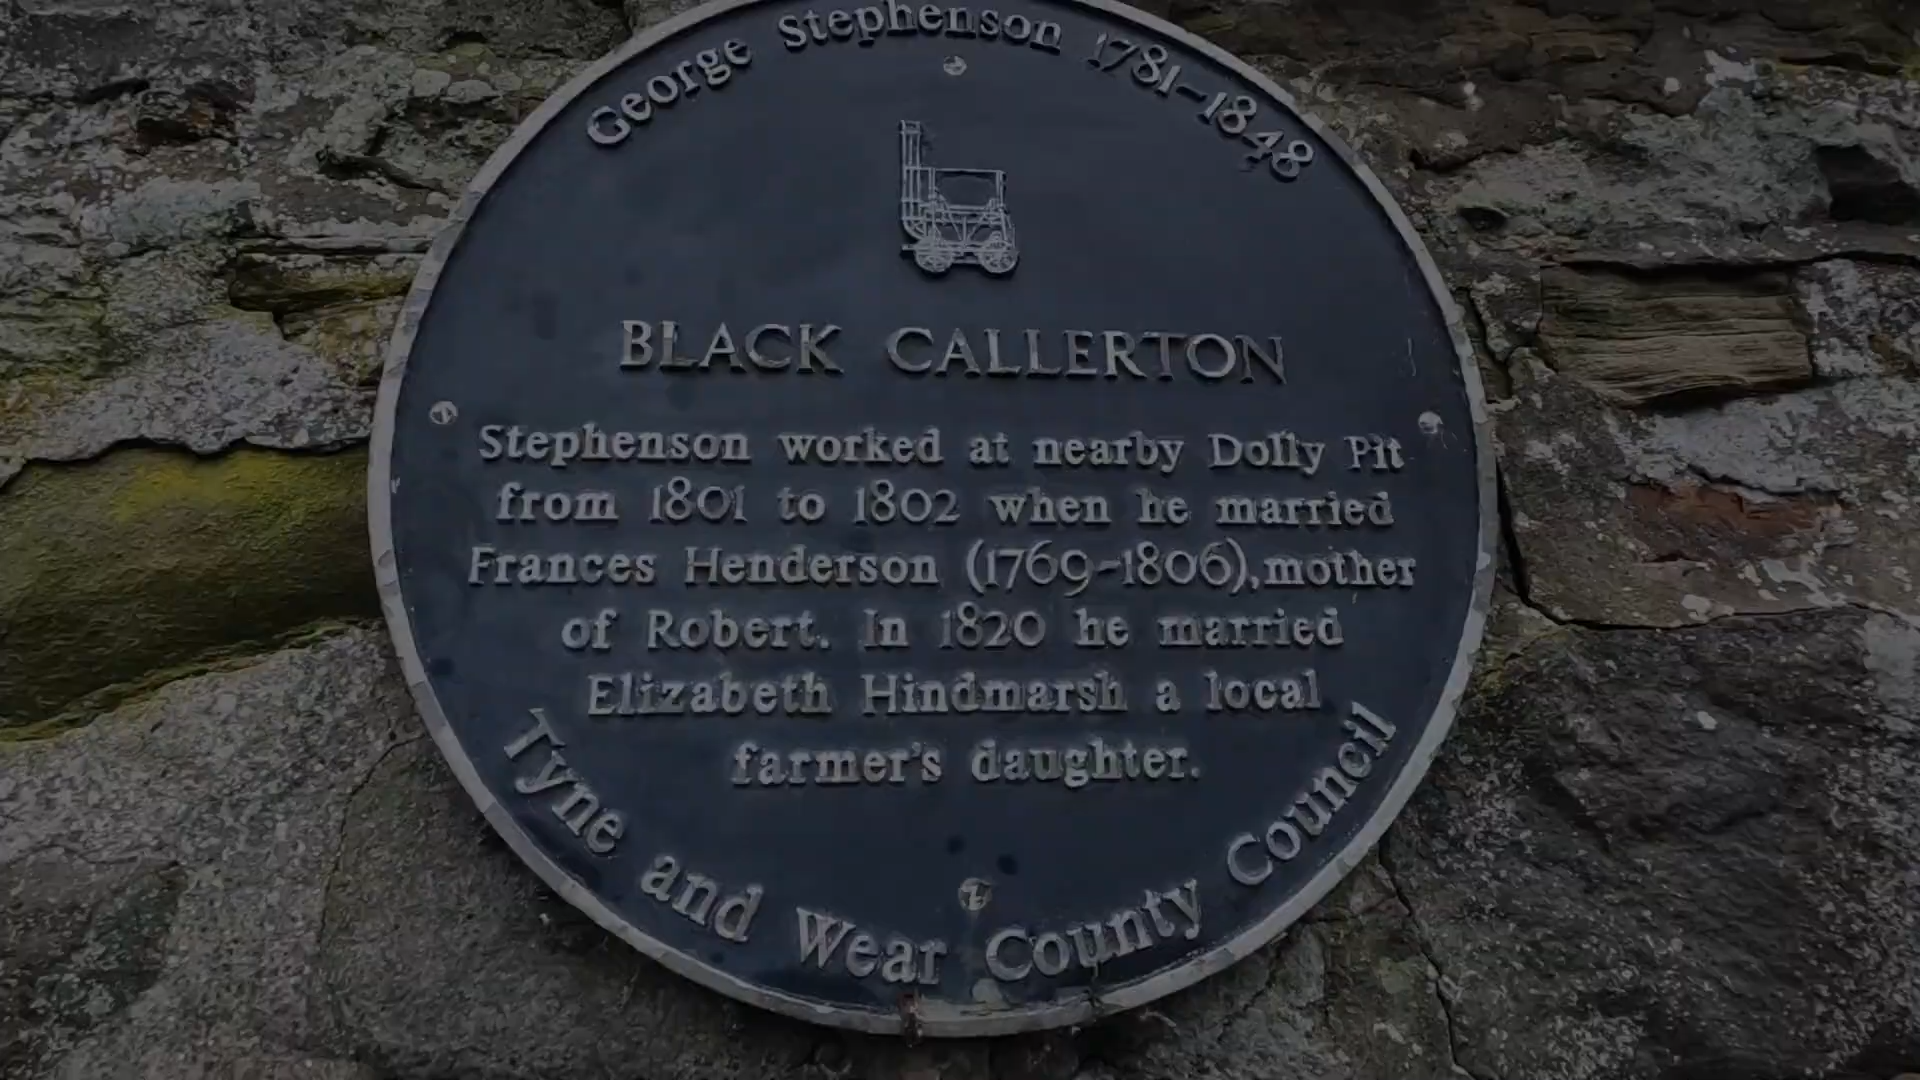 George Stephenson 1781-1848
BLACK CALLERTON
Stephenson worked at nearby Dolly Pit
from 1801 to 1802 when he married
Frances Henderson (1769-1806), mother
of Robert. In 1820 he married
Elizabeth Hindmarsh a local
farmer's daughter.
Tyne and Wear County Council